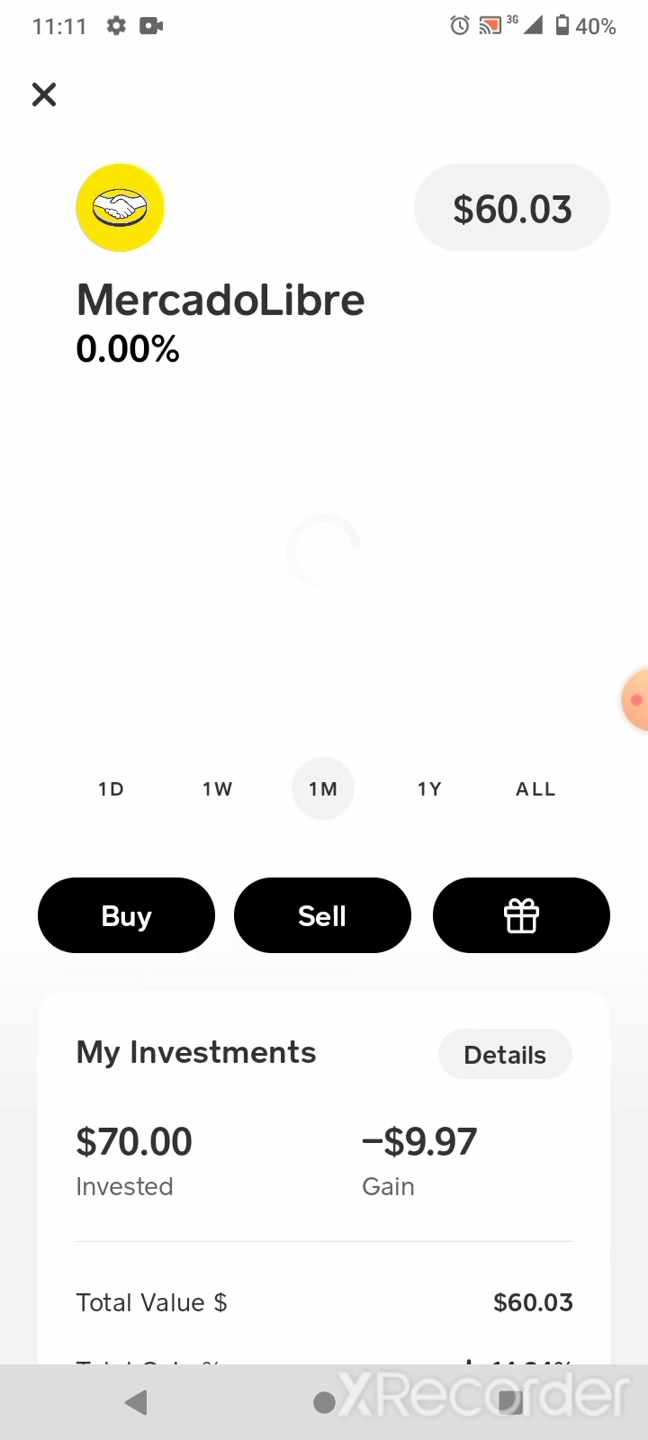 11:11 3G 40%
$60.03
MercadoLibre
0.00%
1D 1W 1M 1Y ALL
Buy Sell
My Investments Details
$70.00 –$9.97
Invested Gain
Total Value $ $60.03
XRecorder